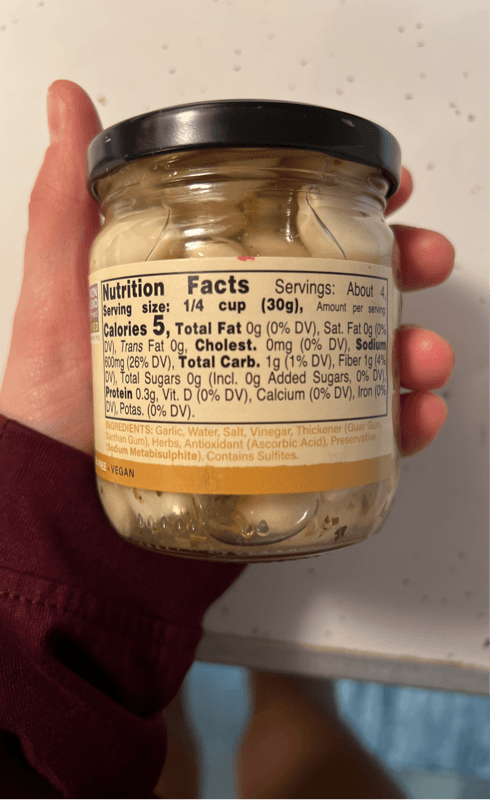 Nutrition Facts Servings: About 4,
Serving size: 1/4 cup (30g), Amount per serving:
Calories 5, Total Fat 0g (0% DV), Sat. Fat 0g (0%
DV), Trans Fat 0g, Cholest. 0mg (0% DV), Sodium
600mg (26% DV), Total Carb. 1g (1% DV), Fiber 1g (4%
DV), Total Sugars 0g (Incl. 0g Added Sugars, 0% DV),
Protein 0.3g, Vit. D (0% DV), Calcium (0% DV), Iron (0%
DV), Potas. (0% DV).
INGREDIENTS: Garlic, Water, Salt, Vinegar, Thickener (Guar Gum,
Xanthan Gum), Herbs, Antioxidant (Ascorbic Acid), Preservative
(Sodium Metabisulphite). Contains Sulfites.
• VEGAN